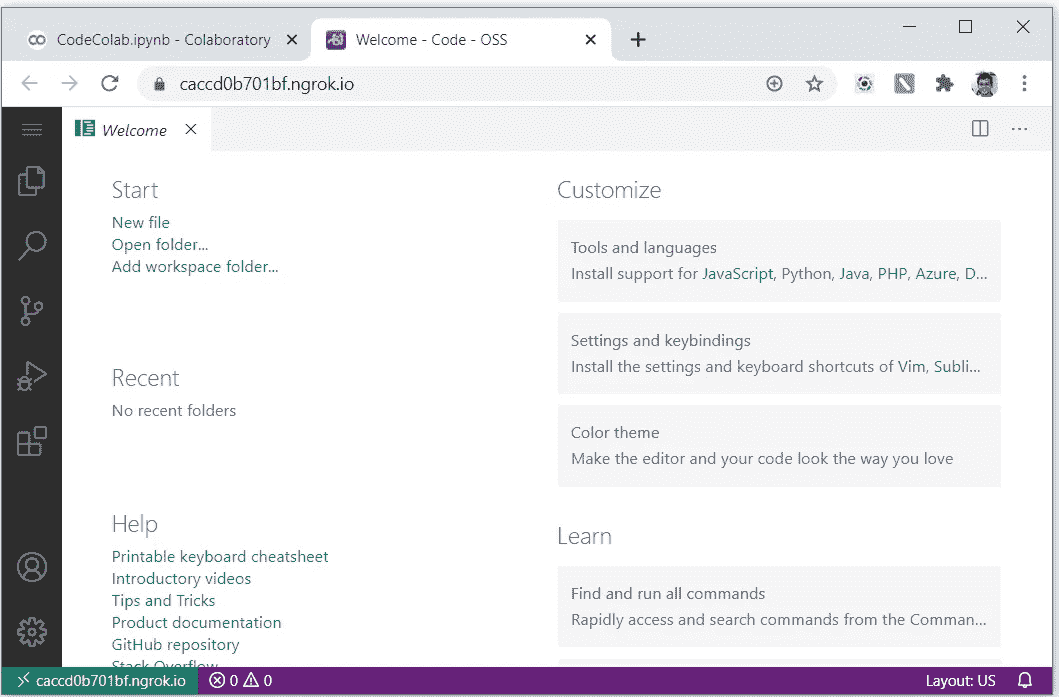 CodeColab.ipynb - Colaboratory
Welcome - Code - OSS
caccd0b701bf.ngrok.io
Welcome
Start
New file
Open folder...
Add workspace folder...
Recent
No recent folders
Help
Printable keyboard cheatsheet
Introductory videos
Tips and Tricks
Product documentation
GitHub repository
Stack Overflow
Customize
Tools and languages
Install support for JavaScript, Python, Java, PHP, Azure, D...
Settings and keybindings
Install the settings and keyboard shortcuts of Vim, Subli...
Color theme
Make the editor and your code look the way you love
Learn
Find and run all commands
Rapidly access and search commands from the Comman...
caccd0b701bf.ngrok.io 0 0 Layout: US